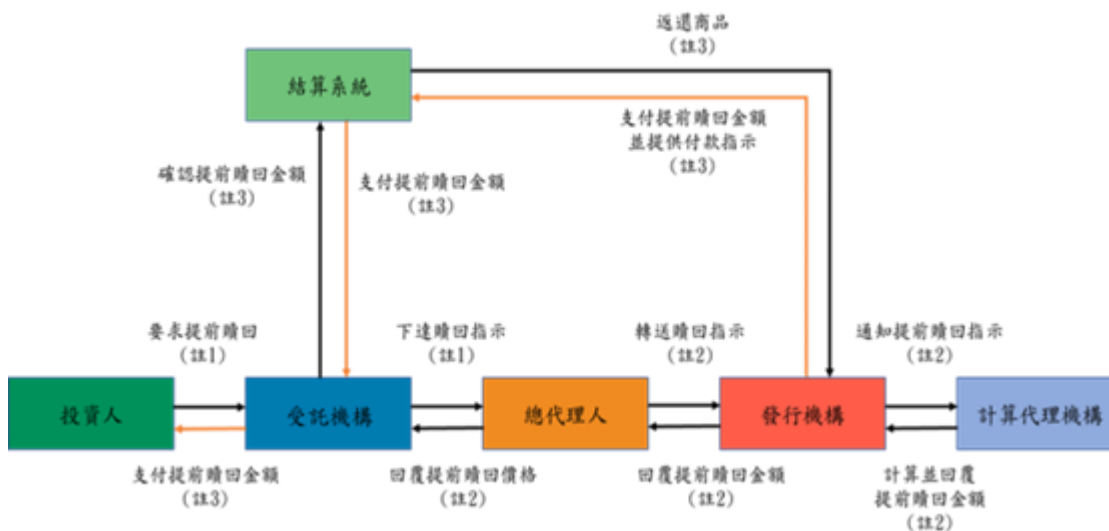 返還商品
(註3)
結算系統
支付提前贖回金額
並提供付款指示
(註3)
確認提前贖回金額
(註3)
支付提前贖回金額
(註3)
要求提前贖回
(註1)
下達贖回指示
(註1)
轉送贖回指示
(註2)
通知提前贖回指示
(註2)
投資人
受託機構
總代理人
發行機構
計算代理機構
支付提前贖回金額
(註3)
回覆提前贖回價格
(註2)
回覆提前贖回金額
(註2)
計算並回覆
提前贖回金額
(註2)